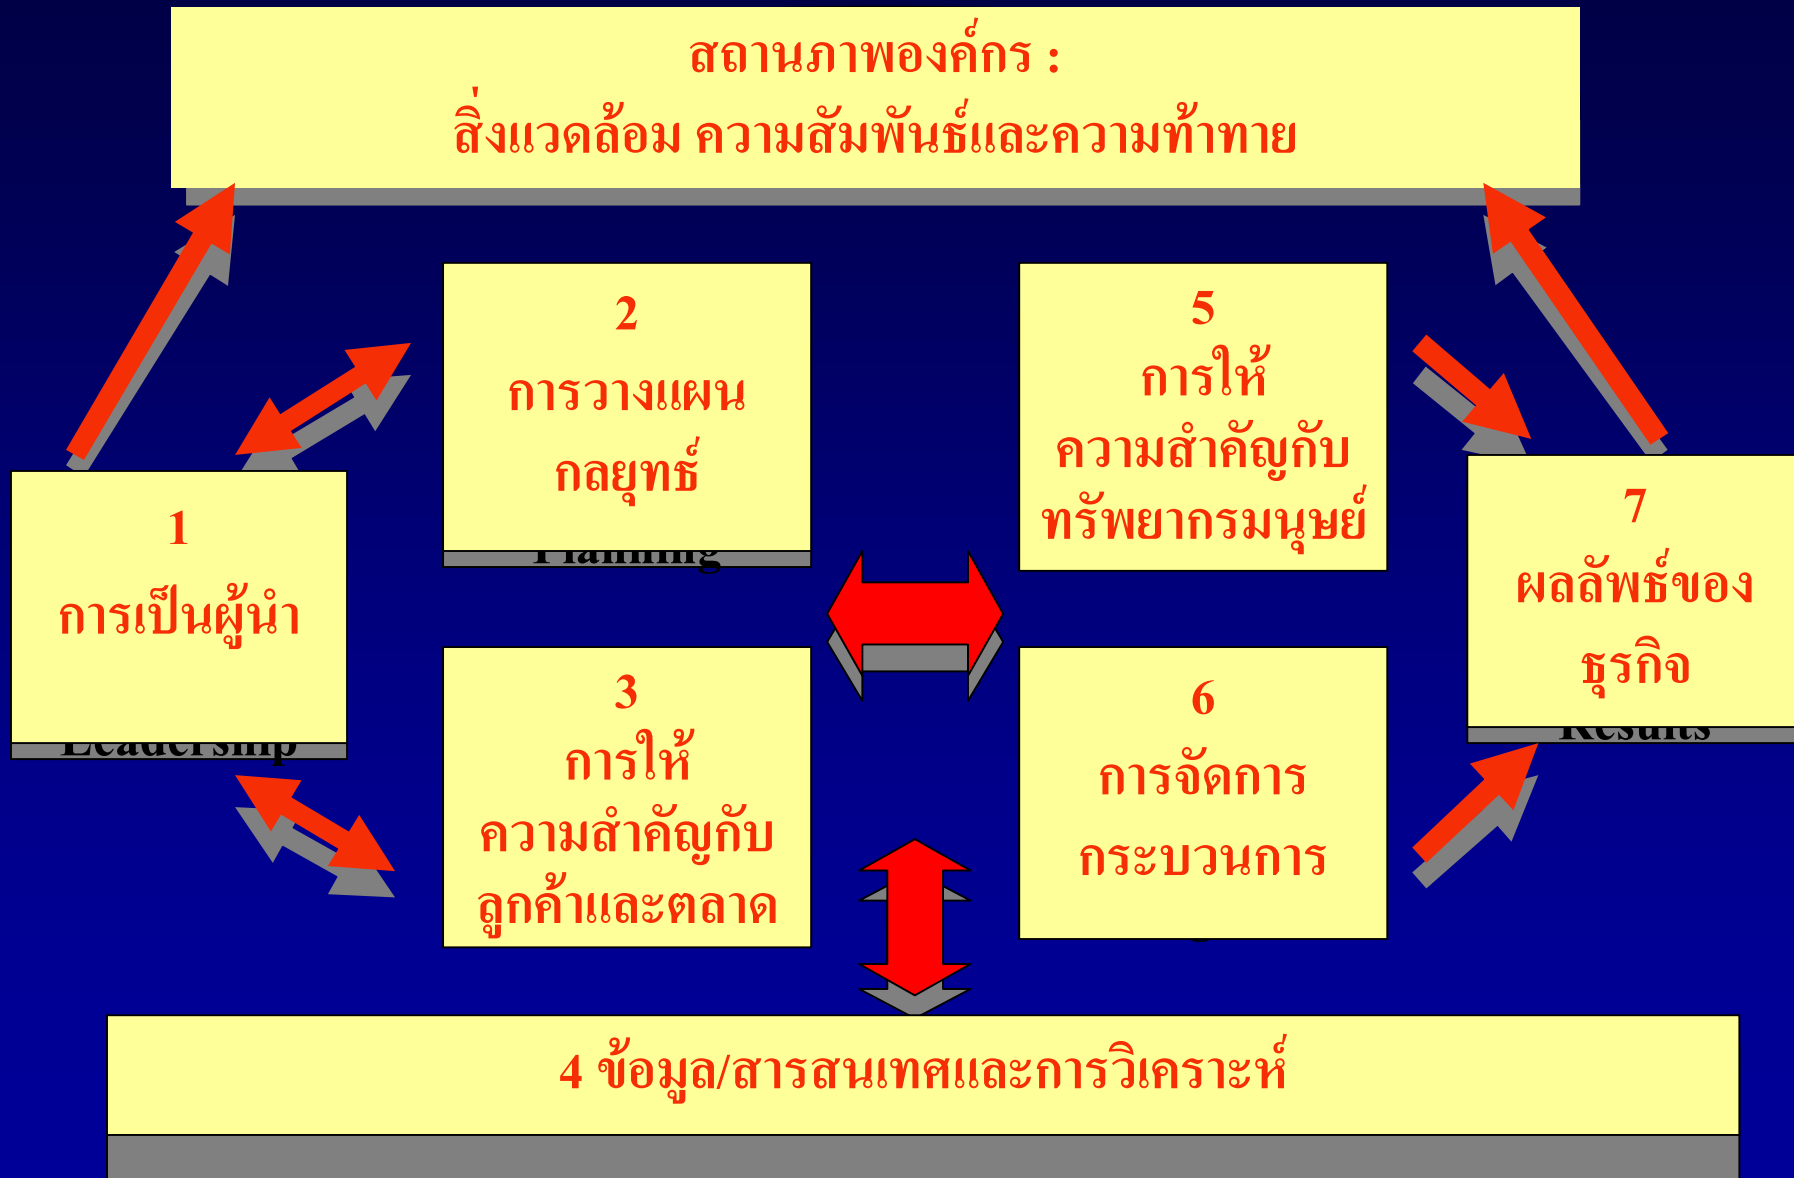 สถานภาพองค์กร :
สิ่งแวดล้อม ความสัมพันธ์และความท้าทาย
2
การวางแผน
กลยุทธ์
Planning
5
การให้
ความสำคัญกับ
ทรัพยากรมนุษย์
1
การเป็นผู้นำ
Leadership
7
ผลลัพธ์ของ
ธุรกิจ
Results
3
การให้
ความสำคัญกับ
ลูกค้าและตลาด
6
การจัดการ
กระบวนการ
4 ข้อมูล/สารสนเทศและการวิเคราะห์